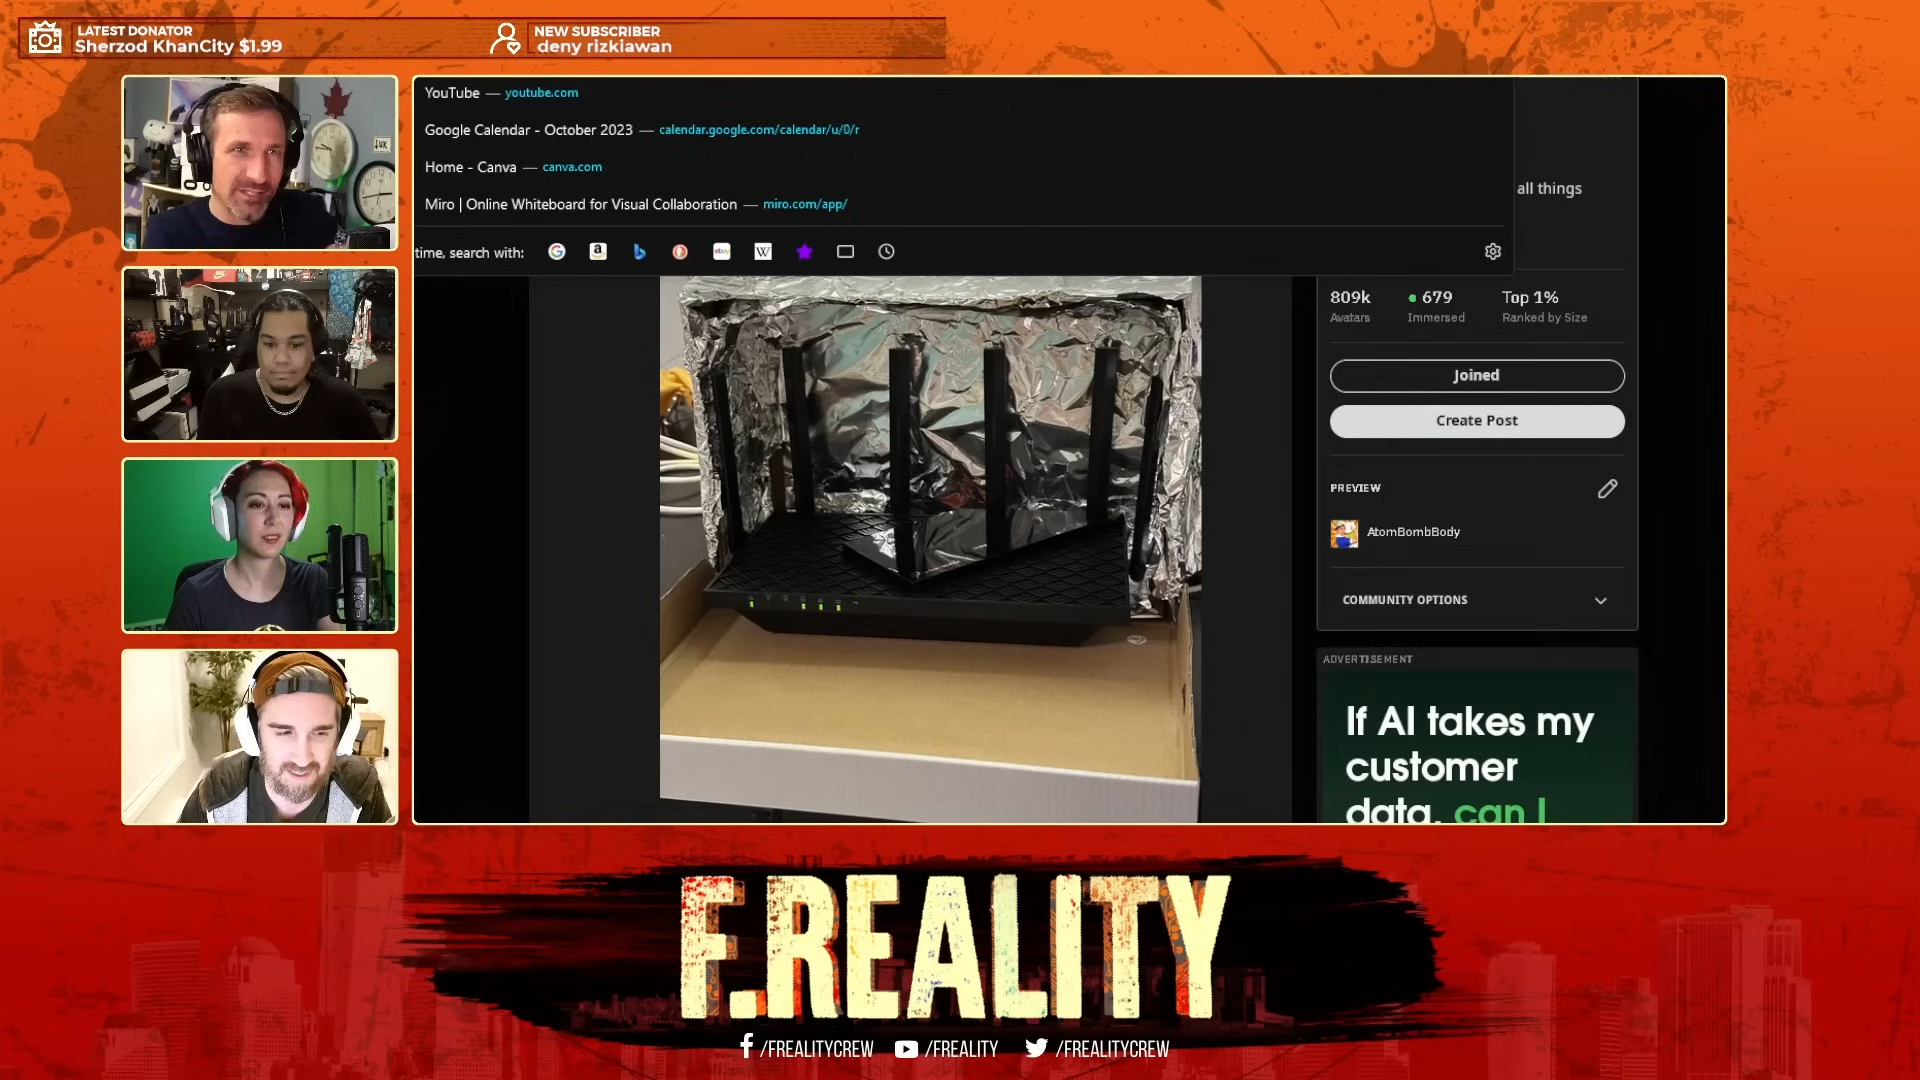 LATEST DONATOR
Sherzod KhanCity $1.99
NEW SUBSCRIBER
deny rizkiawan
YouTube — youtube.com
Google Calendar - October 2023 — calendar.google.com/calendar/u/0/r
Home - Canva — canva.com
Miro | Online Whiteboard for Visual Collaboration — miro.com/app/
time, search with:
all things
809k
679
Top 1%
Avatars
Immersed
Ranked by Size
Joined
Create Post
PREVIEW
AtomBombBody
COMMUNITY OPTIONS
ADVERTISEMENT
If AI takes my
customer
data, can I
F.REALITY
/FREALITYCREW
/FREALITY
/FREALITYCREW